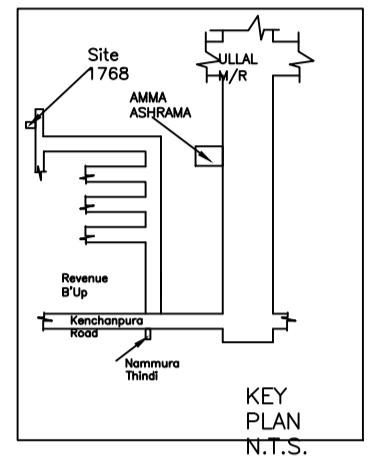 Site
1768
ULLAL
M/R
AMMA
ASHRAMA
Revenue
B'Up
Kenchanpura
Road
Nammura
Thindi
KEY
PLAN
N.T.S.